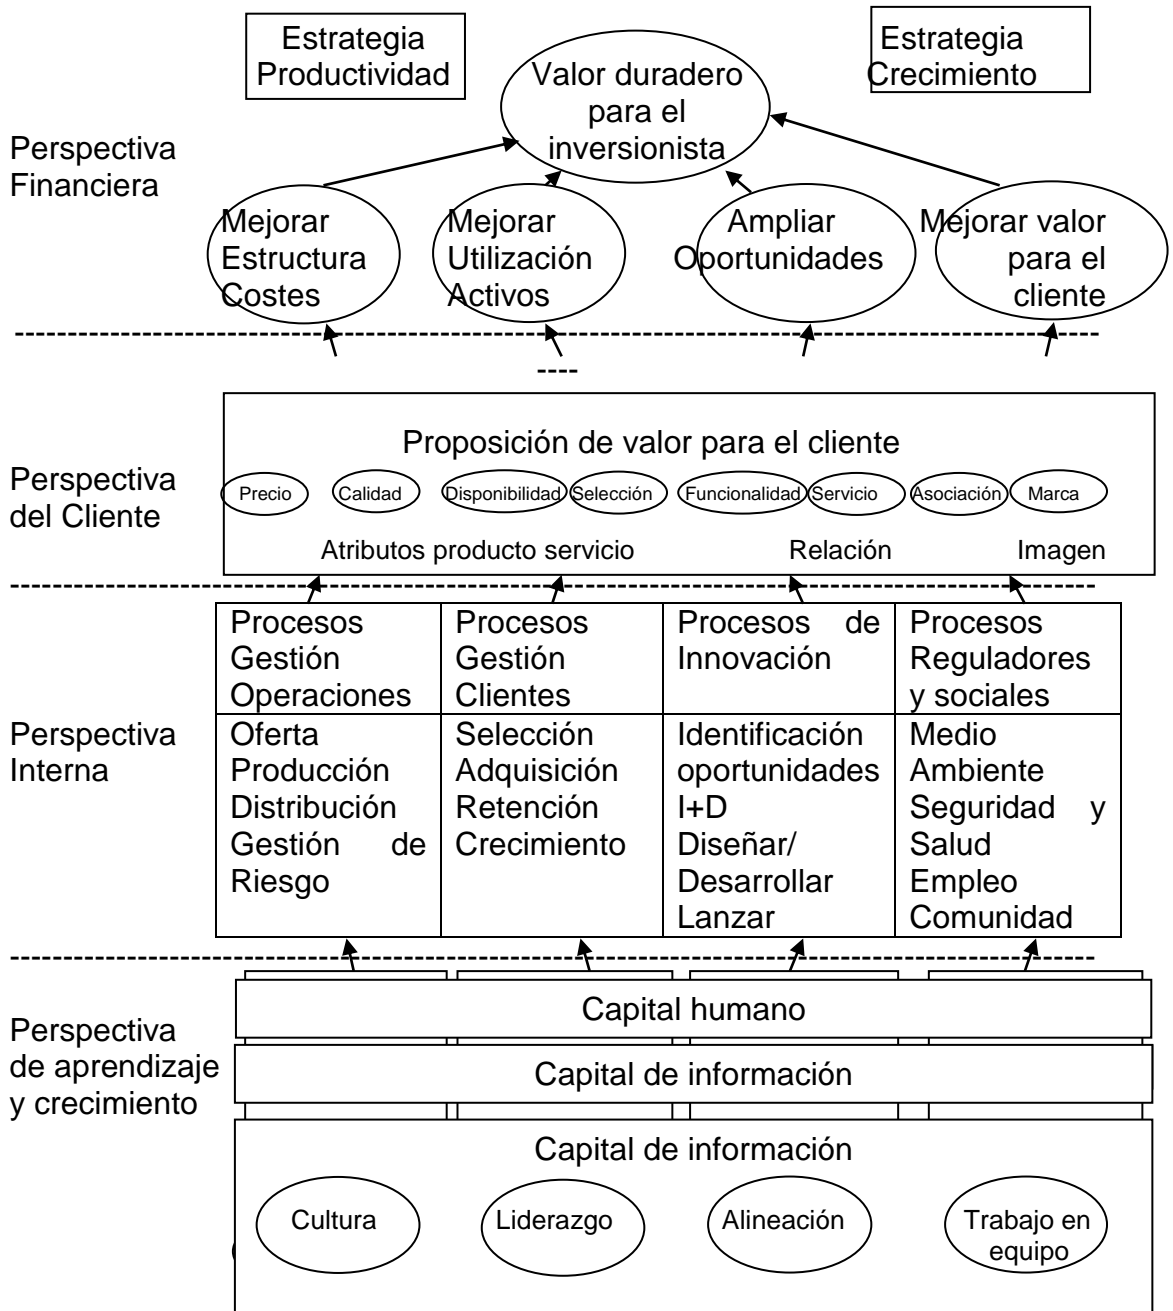 Estrategia
Productividad
Estrategia
Crecimiento
Valor duradero
para el
inversionista
Perspectiva
Financiera
Mejorar
Estructura
Costes
Mejorar
Utilización
Activos
Ampliar
Oportunidades
Mejorar valor
para el
cliente
Perspectiva
del Cliente
Proposición de valor para el cliente
Precio
Calidad
Disponibilidad
Selección
Funcionalidad
Servicio
Asociación
Marca
Atributos producto servicio
Relación
Imagen
Perspectiva
Interna
Procesos
Gestión
Operaciones
Procesos
Gestión
Clientes
Procesos de
Innovación
Procesos
Reguladores
y sociales
Oferta
Producción
Distribución
Gestión de
Riesgo
Selección
Adquisición
Retención
Crecimiento
Identificación
oportunidades
I+D
Diseñar/
Desarrollar
Lanzar
Medio
Ambiente
Seguridad y
Salud
Empleo
Comunidad
Perspectiva
de aprendizaje
y crecimiento
Capital humano
Capital de información
Capital de información
Cultura
Liderazgo
Alineación
Trabajo en
equipo